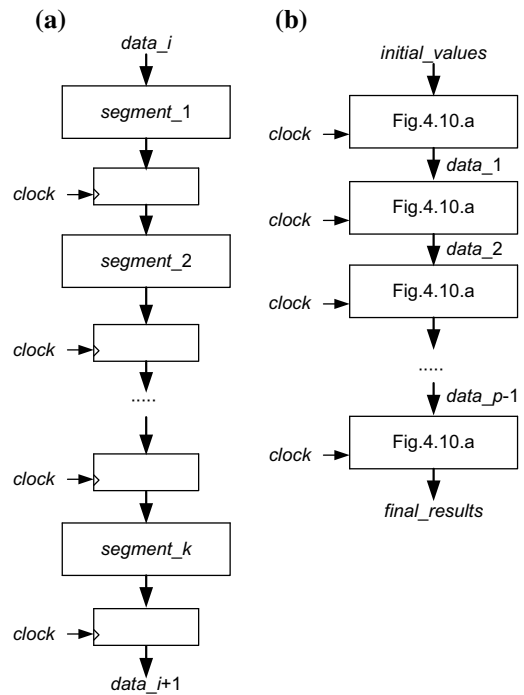 (a)
data_i
segment_1
clock
segment_2
clock
.....
clock
segment_k
clock
data_i+1
(b)
initial_values
Fig.4.10.a
clock
data_1
Fig.4.10.a
clock
data_2
Fig.4.10.a
clock
.....
data_p-1
Fig.4.10.a
clock
final_results